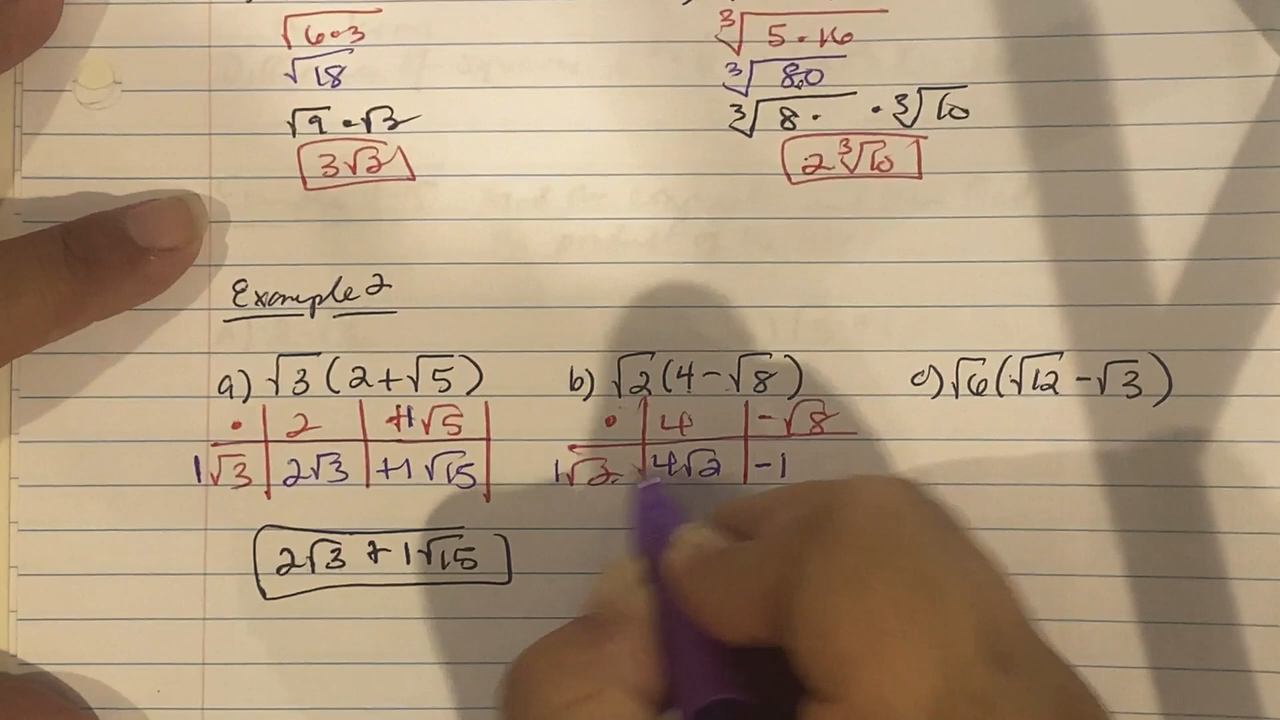 √6·3
√18
√9 · √2
3√2
∛5·16
∛80
∛8· · ∛10
2∛10
Example 2
a) √3(2+√5)
· 2 +1√5
1√3 2√3 +1√15
2√3 + 1√15
b) √2(4-√8)
· 4 -√8
1√2 4√2 -1
c) √6(√12-√3)